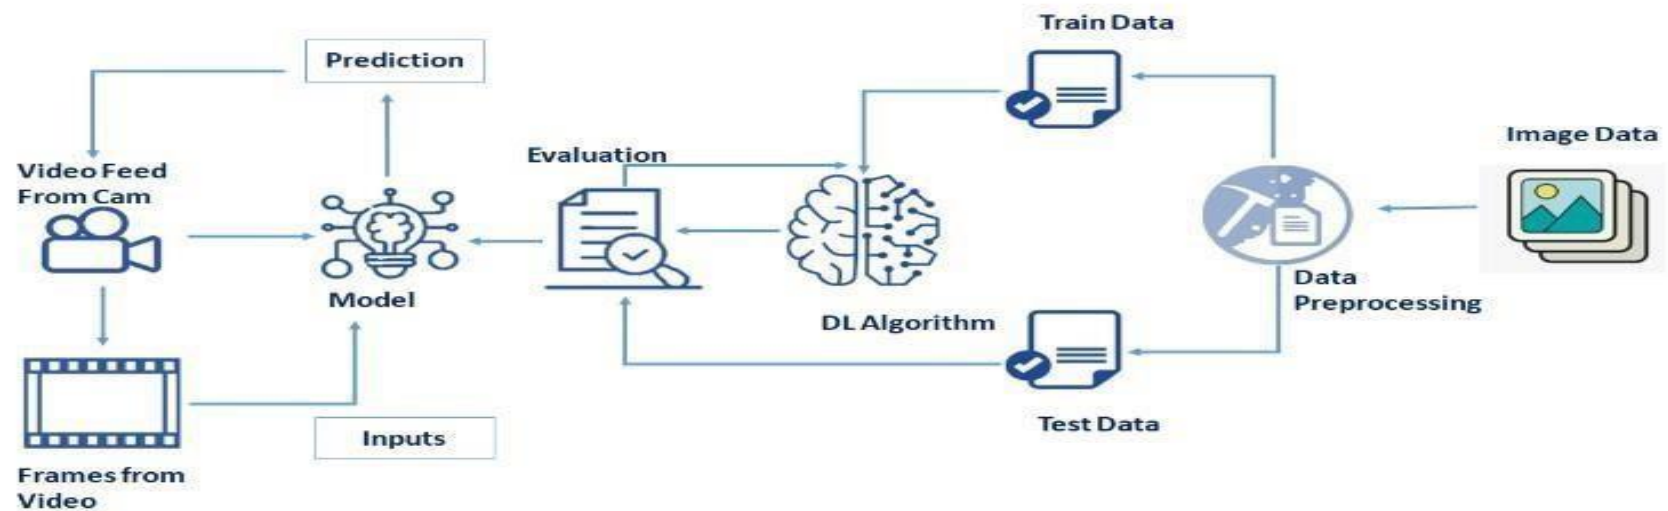 Train Data
Prediction
Image Data
Evaluation
Video Feed
From Cam
Model
Data
Preprocessing
DL Algorithm
Test Data
Inputs
Frames from
Video